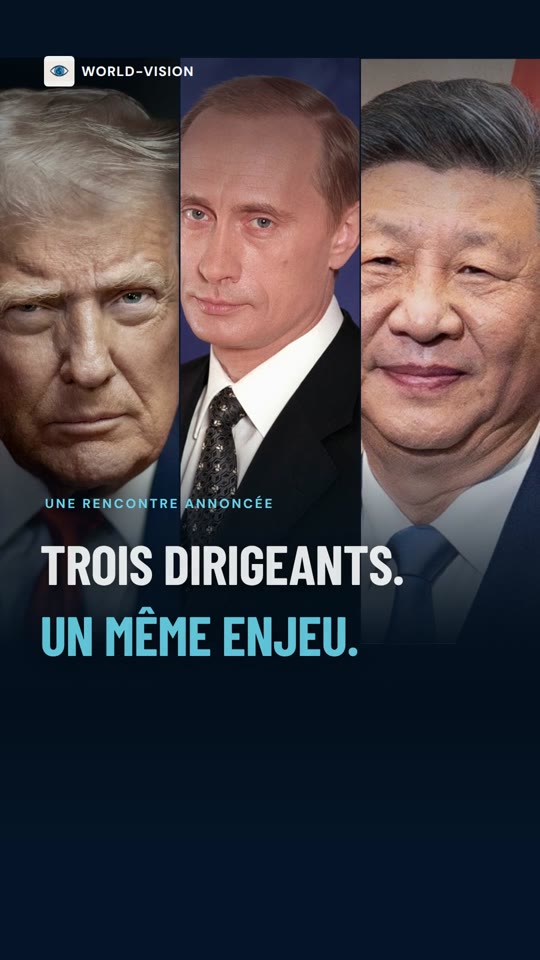 WORLD-VISION
UNE RENCONTRE ANNONCÉE
TROIS DIRIGEANTS.
UN MÊME ENJEU.